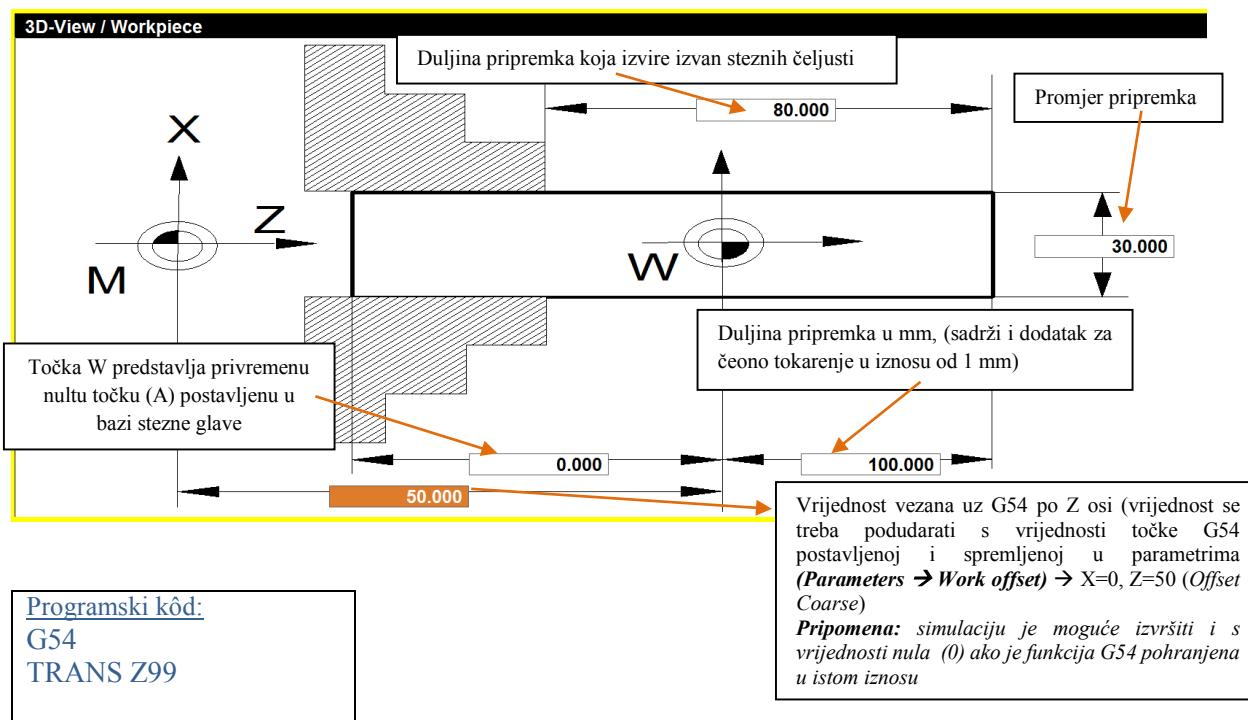 3D-View / Workpiece
Duljina pripremka koja izvire izvan steznih čeljusti
Promjer pripremka
80.000
X
Z
M
W
30.000
Duljina pripremka u mm, (sadrži i dodatak za
čeono tokarenje u iznosu od 1 mm)
Točka W predstavlja privremenu
nultu točku (A) postavljenu u
bazi stezne glave
0.000
100.000
50.000
Vrijednost vezana uz G54 po Z osi (vrijednost se
treba podudarati s vrijednosti točke G54
postavljenoj i spremljenoj u parametrima
(Parameters → Work offset) → X=0, Z=50 (Offset
Coarse)
Pripomena: simulaciju je moguće izvršiti i s
vrijednosti nula (0) ako je funkcija G54 pohranjena
u istom iznosu
Programski kôd:
G54
TRANS Z99